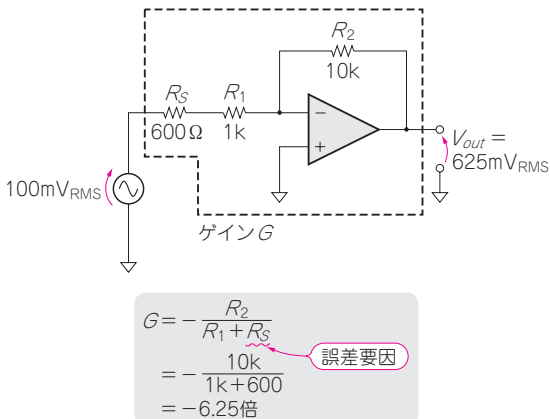 R2
10k
RS
600Ω
R1
1k
−
+
100mVRMS
Vout=
625mVRMS
ゲインG
G=−R2/(R1+RS)
誤差要因
=−10k/(1k+600)
=−6.25倍